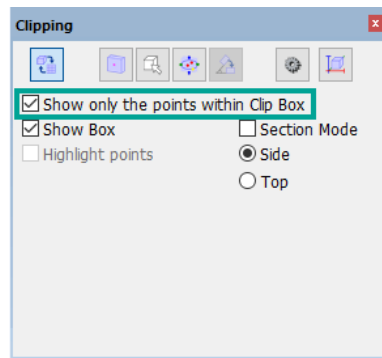 Clipping
Show only the points within Clip Box
Show Box
Section Mode
Highlight points
Side
Top